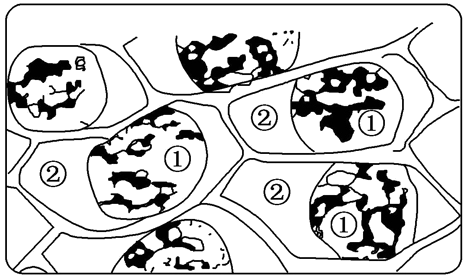 ② ①
① ②
② ①